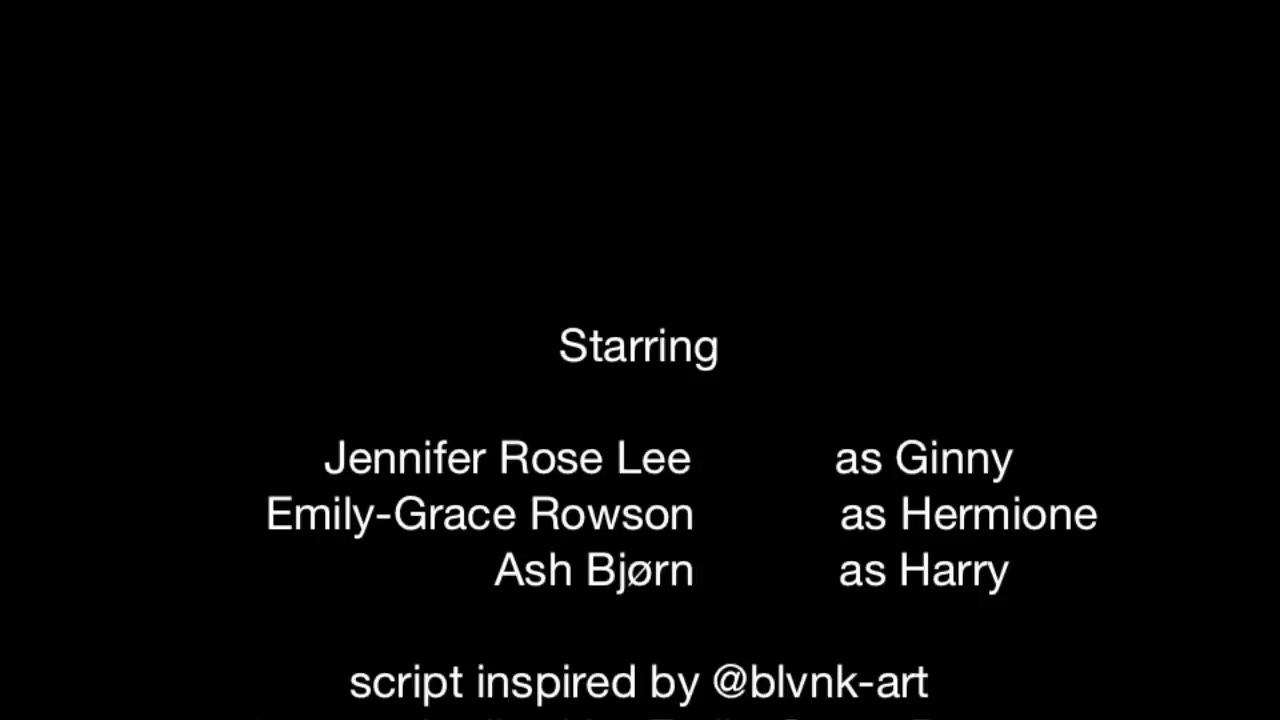 Starring
Jennifer Rose Lee as Ginny
Emily-Grace Rowson as Hermione
Ash Bjørn as Harry
script inspired by @blvnk-art